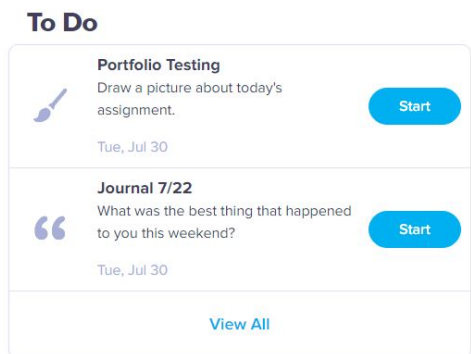 To Do
Portfolio Testing
Draw a picture about today's
assignment.
Start
Tue, Jul 30
Journal 7/22
What was the best thing that happened
to you this weekend?
Start
Tue, Jul 30
View All